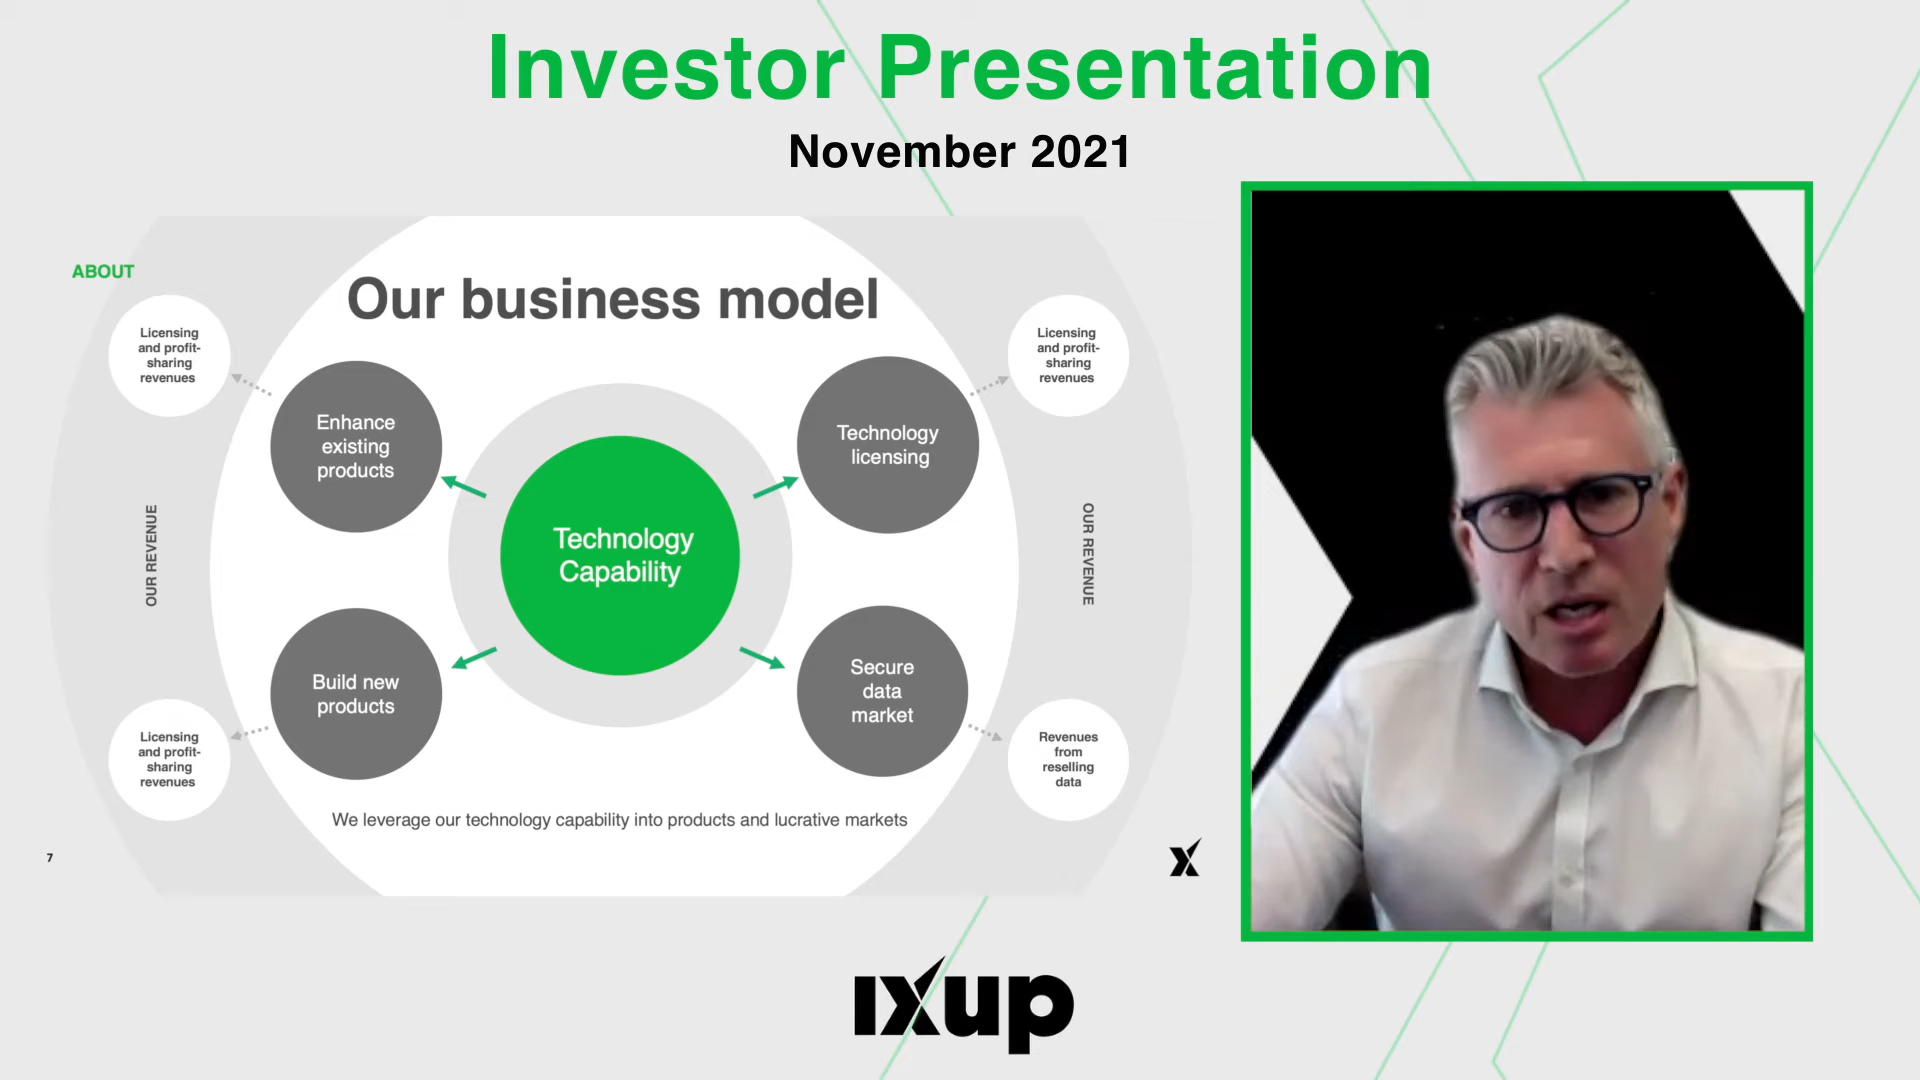 Investor Presentation
November 2021
ABOUT
Our business model
Licensing
and profit-
sharing
revenues
Enhance
existing
products
Technology
licensing
Licensing
and profit-
sharing
revenues
OUR REVENUE
Technology
Capability
OUR REVENUE
Build new
products
Secure
data
market
Licensing
and profit-
sharing
revenues
Revenues
from
reselling
data
We leverage our technology capability into products and lucrative markets
7
ixup